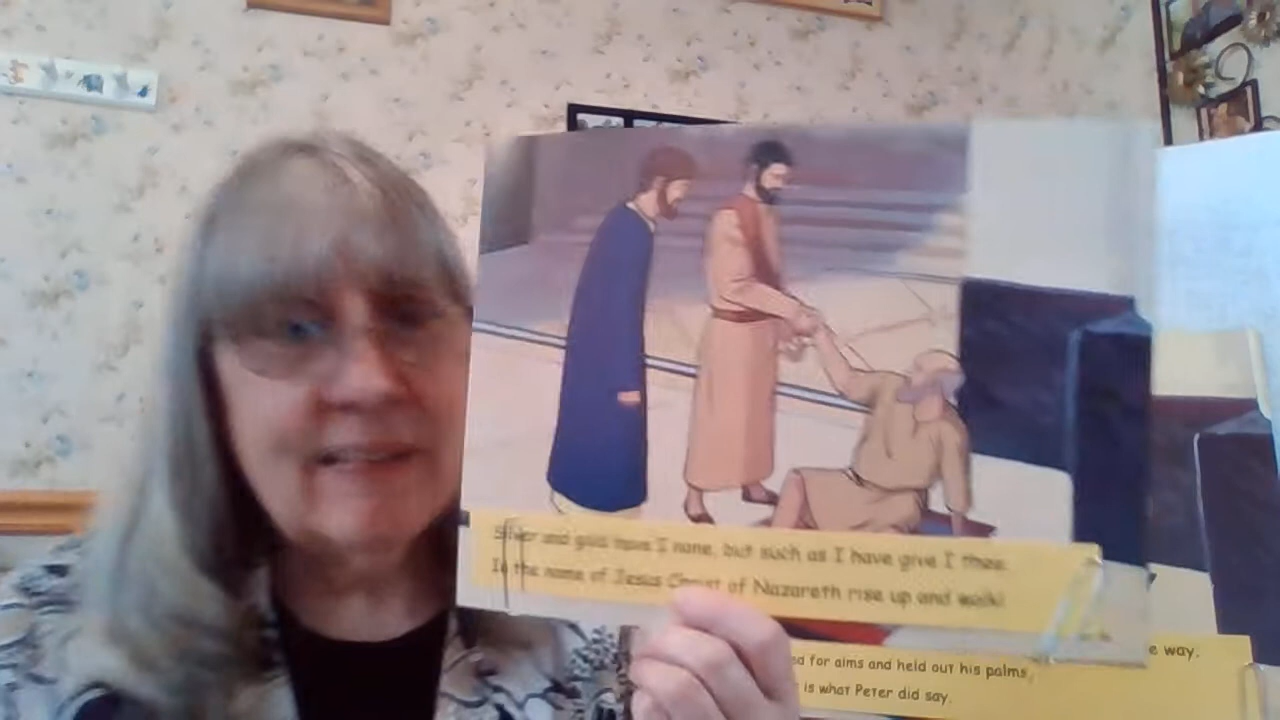 Silver and gold have I none, but such as I have give I thee.
In the name of Jesus Christ of Nazareth rise up and walk!
e way.
ed for alms and held out his palms,
is what Peter did say.